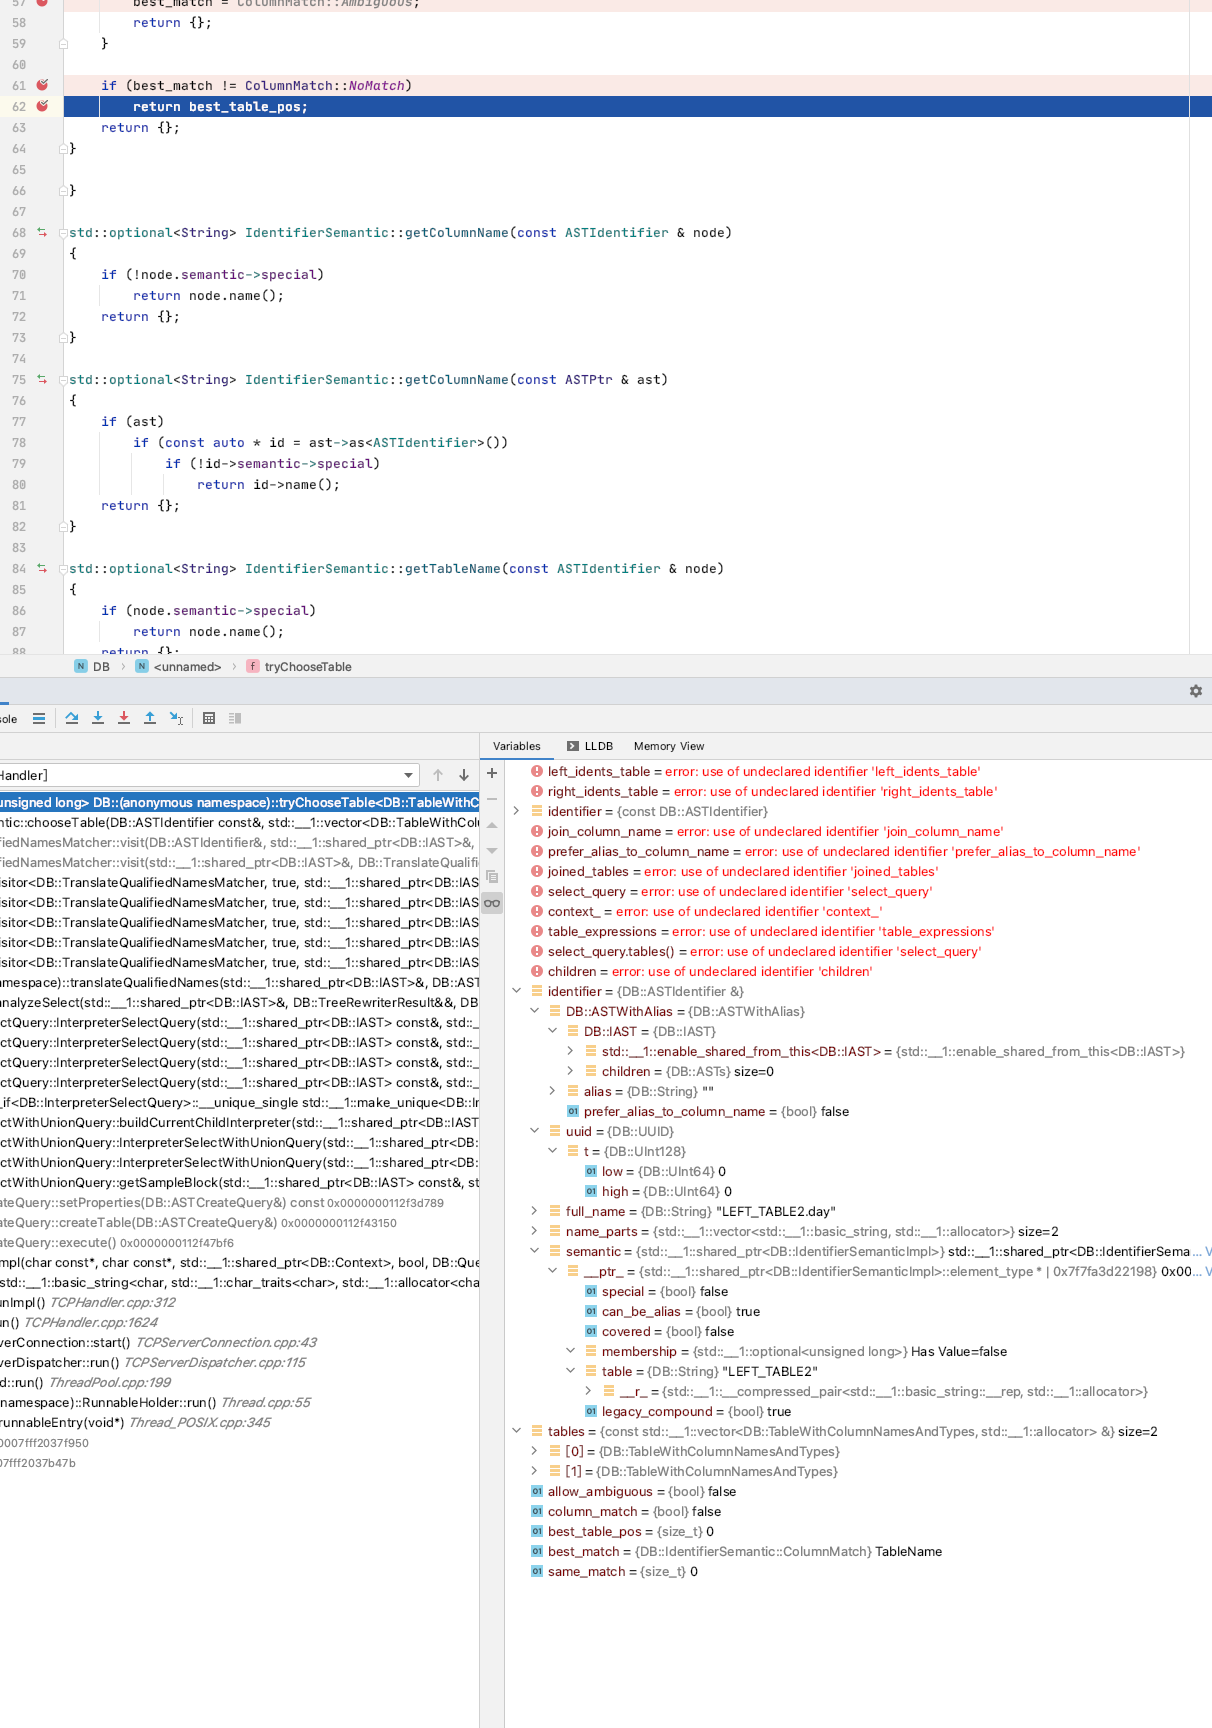 57 best_match = ColumnMatch::Ambiguous;
58 return {};
59 }
60
61 if (best_match != ColumnMatch::NoMatch)
62 return best_table_pos;
63 return {};
64 }
65
66 }
67
68 std::optional<String> IdentifierSemantic::getColumnName(const ASTIdentifier & node)
69 {
70 if (!node.semantic->special)
71 return node.name();
72 return {};
73 }
74
75 std::optional<String> IdentifierSemantic::getColumnName(const ASTPtr & ast)
76 {
77 if (ast)
78 if (const auto * id = ast->as<ASTIdentifier>())
79 if (!id->semantic->special)
80 return id->name();
81 return {};
82 }
83
84 std::optional<String> IdentifierSemantic::getTableName(const ASTIdentifier & node)
85 {
86 if (node.semantic->special)
87 return node.name();
88 return {};
N DB › N <unnamed> › f tryChooseTable
sole
Variables LLDB Memory View
Handler]
unsigned long> DB::(anonymous namespace)::tryChooseTable<DB::TableWithC
ntic::chooseTable(DB::ASTIdentifier const&, std::__1::vector<DB::TableWithCol
fiedNamesMatcher::visit(DB::ASTIdentifier&, std::__1::shared_ptr<DB::IAST>&,
fiedNamesMatcher::visit(std::__1::shared_ptr<DB::IAST>&, DB::TranslateQualifi
isitor<DB::TranslateQualifiedNamesMatcher, true, std::__1::shared_ptr<DB::IAS
isitor<DB::TranslateQualifiedNamesMatcher, true, std::__1::shared_ptr<DB::IAS
isitor<DB::TranslateQualifiedNamesMatcher, true, std::__1::shared_ptr<DB::IAS
isitor<DB::TranslateQualifiedNamesMatcher, true, std::__1::shared_ptr<DB::IAS
isitor<DB::TranslateQualifiedNamesMatcher, true, std::__1::shared_ptr<DB::IAS
amespace)::translateQualifiedNames(std::__1::shared_ptr<DB::IAST>&, DB::AST
analyzeSelect(std::__1::shared_ptr<DB::IAST>&, DB::TreeRewriterResult&&, DB
ctQuery::InterpreterSelectQuery(std::__1::shared_ptr<DB::IAST> const&, std::_
ctQuery::InterpreterSelectQuery(std::__1::shared_ptr<DB::IAST> const&, std::_
ctQuery::InterpreterSelectQuery(std::__1::shared_ptr<DB::IAST> const&, std::_
ctQuery::InterpreterSelectQuery(std::__1::shared_ptr<DB::IAST> const&, std::_
_if<DB::InterpreterSelectQuery>::__unique_single std::__1::make_unique<DB::In
ctWithUnionQuery::buildCurrentChildInterpreter(std::__1::shared_ptr<DB::IAST
ctWithUnionQuery::InterpreterSelectWithUnionQuery(std::__1::shared_ptr<DB:
ctWithUnionQuery::InterpreterSelectWithUnionQuery(std::__1::shared_ptr<DB:
ctWithUnionQuery::getSampleBlock(std::__1::shared_ptr<DB::IAST> const&, st
ateQuery::setProperties(DB::ASTCreateQuery&) const 0x0000000112f3d789
ateQuery::createTable(DB::ASTCreateQuery&) 0x0000000112f43150
ateQuery::execute() 0x0000000112f47bf6
mpl(char const*, char const*, std::__1::shared_ptr<DB::Context>, bool, DB::Que
std::__1::basic_string<char, std::__1::char_traits<char>, std::__1::allocator<cha
unImpl() TCPHandler.cpp:312
un() TCPHandler.cpp:1624
verConnection::start() TCPServerConnection.cpp:43
verDispatcher::run() TCPServerDispatcher.cpp:115
d::run() ThreadPool.cpp:199
namespace)::RunnableHolder::run() Thread.cpp:55
runnableEntry(void*) Thread_POSIX.cpp:345
0007fff2037f950
07fff2037b47b
left_idents_table = error: use of undeclared identifier 'left_idents_table'
right_idents_table = error: use of undeclared identifier 'right_idents_table'
identifier = {const DB::ASTIdentifier}
join_column_name = error: use of undeclared identifier 'join_column_name'
prefer_alias_to_column_name = error: use of undeclared identifier 'prefer_alias_to_column_name'
joined_tables = error: use of undeclared identifier 'joined_tables'
select_query = error: use of undeclared identifier 'select_query'
context_ = error: use of undeclared identifier 'context_'
table_expressions = error: use of undeclared identifier 'table_expressions'
select_query.tables() = error: use of undeclared identifier 'select_query'
children = error: use of undeclared identifier 'children'
identifier = {DB::ASTIdentifier &}
DB::ASTWithAlias = {DB::ASTWithAlias}
DB::IAST = {DB::IAST}
std::__1::enable_shared_from_this<DB::IAST> = {std::__1::enable_shared_from_this<DB::IAST>}
children = {DB::ASTs} size=0
alias = {DB::String} ""
prefer_alias_to_column_name = {bool} false
uuid = {DB::UUID}
t = {DB::UInt128}
low = {DB::UInt64} 0
high = {DB::UInt64} 0
full_name = {DB::String} "LEFT_TABLE2.day"
name_parts = {std::__1::vector<std::__1::basic_string, std::__1::allocator>} size=2
semantic = {std::__1::shared_ptr<DB::IdentifierSemanticImpl>} std::__1::shared_ptr<DB::IdentifierSema... V
__ptr_ = {std::__1::shared_ptr<DB::IdentifierSemanticImpl>::element_type * | 0x7f7fa3d22198} 0x00... V
special = {bool} false
can_be_alias = {bool} true
covered = {bool} false
membership = {std::__1::optional<unsigned long>} Has Value=false
table = {DB::String} "LEFT_TABLE2"
__r_ = {std::__1::__compressed_pair<std::__1::basic_string::__rep, std::__1::allocator>}
legacy_compound = {bool} true
tables = {const std::__1::vector<DB::TableWithColumnNamesAndTypes, std::__1::allocator> &} size=2
[0] = {DB::TableWithColumnNamesAndTypes}
[1] = {DB::TableWithColumnNamesAndTypes}
allow_ambiguous = {bool} false
column_match = {bool} false
best_table_pos = {size_t} 0
best_match = {DB::IdentifierSemantic::ColumnMatch} TableName
same_match = {size_t} 0